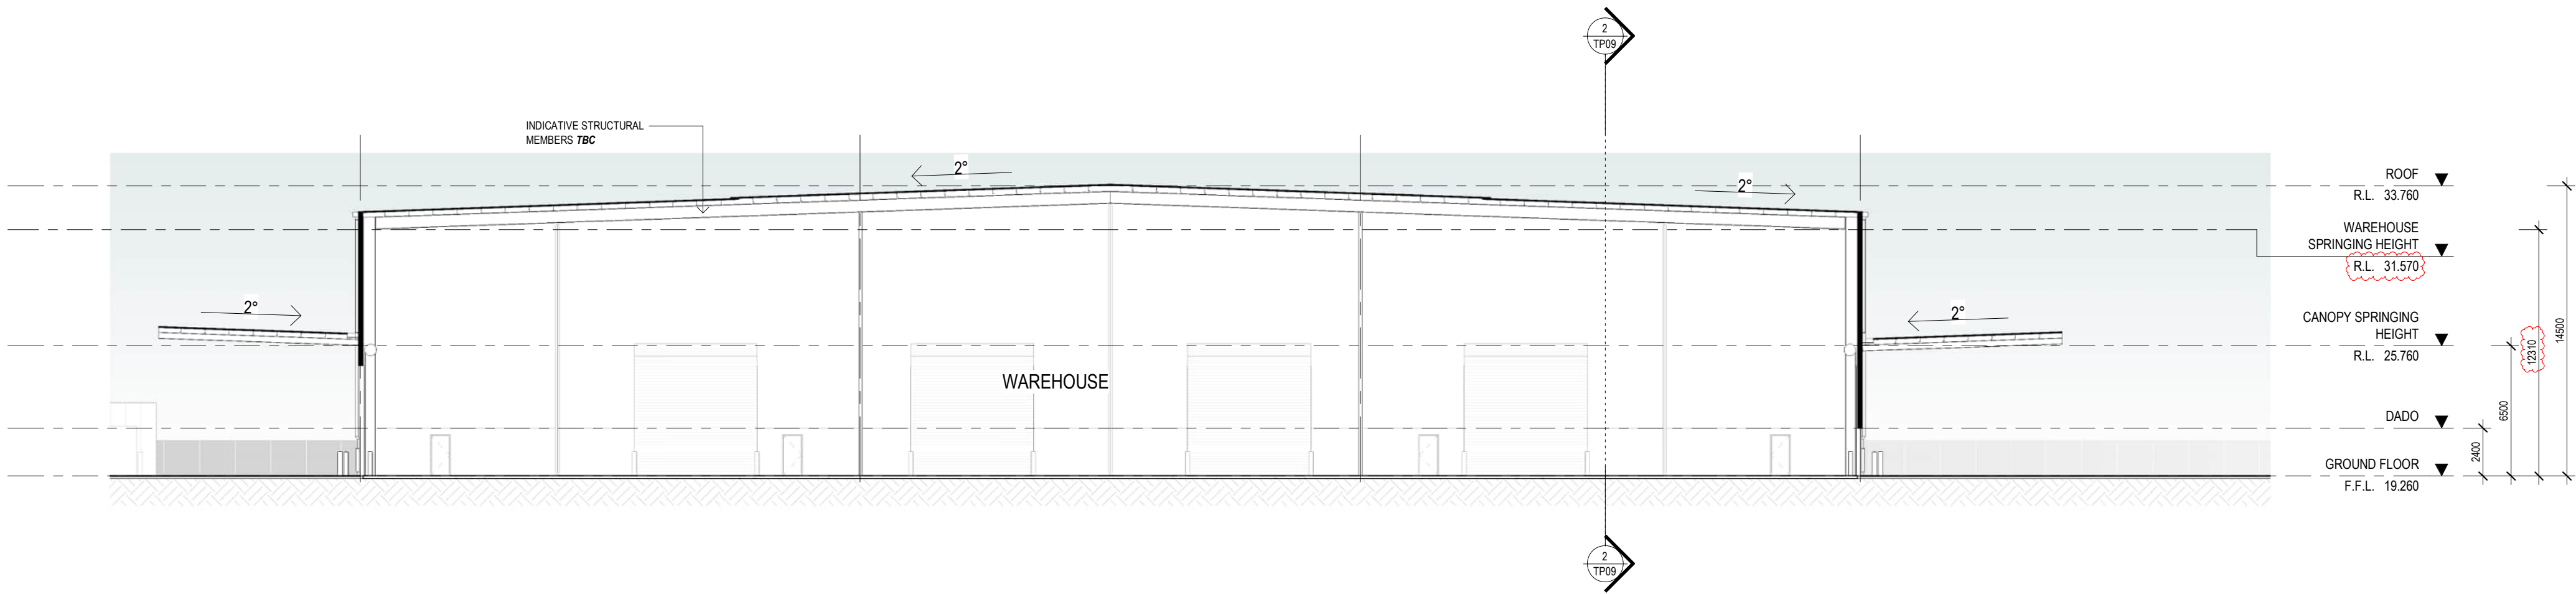 2
TP09
INDICATIVE STRUCTURAL
MEMBERS TBC
2°
2°
2°
2°
WAREHOUSE
ROOF
R.L. 33.760
WAREHOUSE
SPRINGING HEIGHT
R.L. 31.570
CANOPY SPRINGING
HEIGHT
R.L. 25.760
DADO
GROUND FLOOR
F.F.L. 19.260
2400
6500
12310
14500
2
TP09